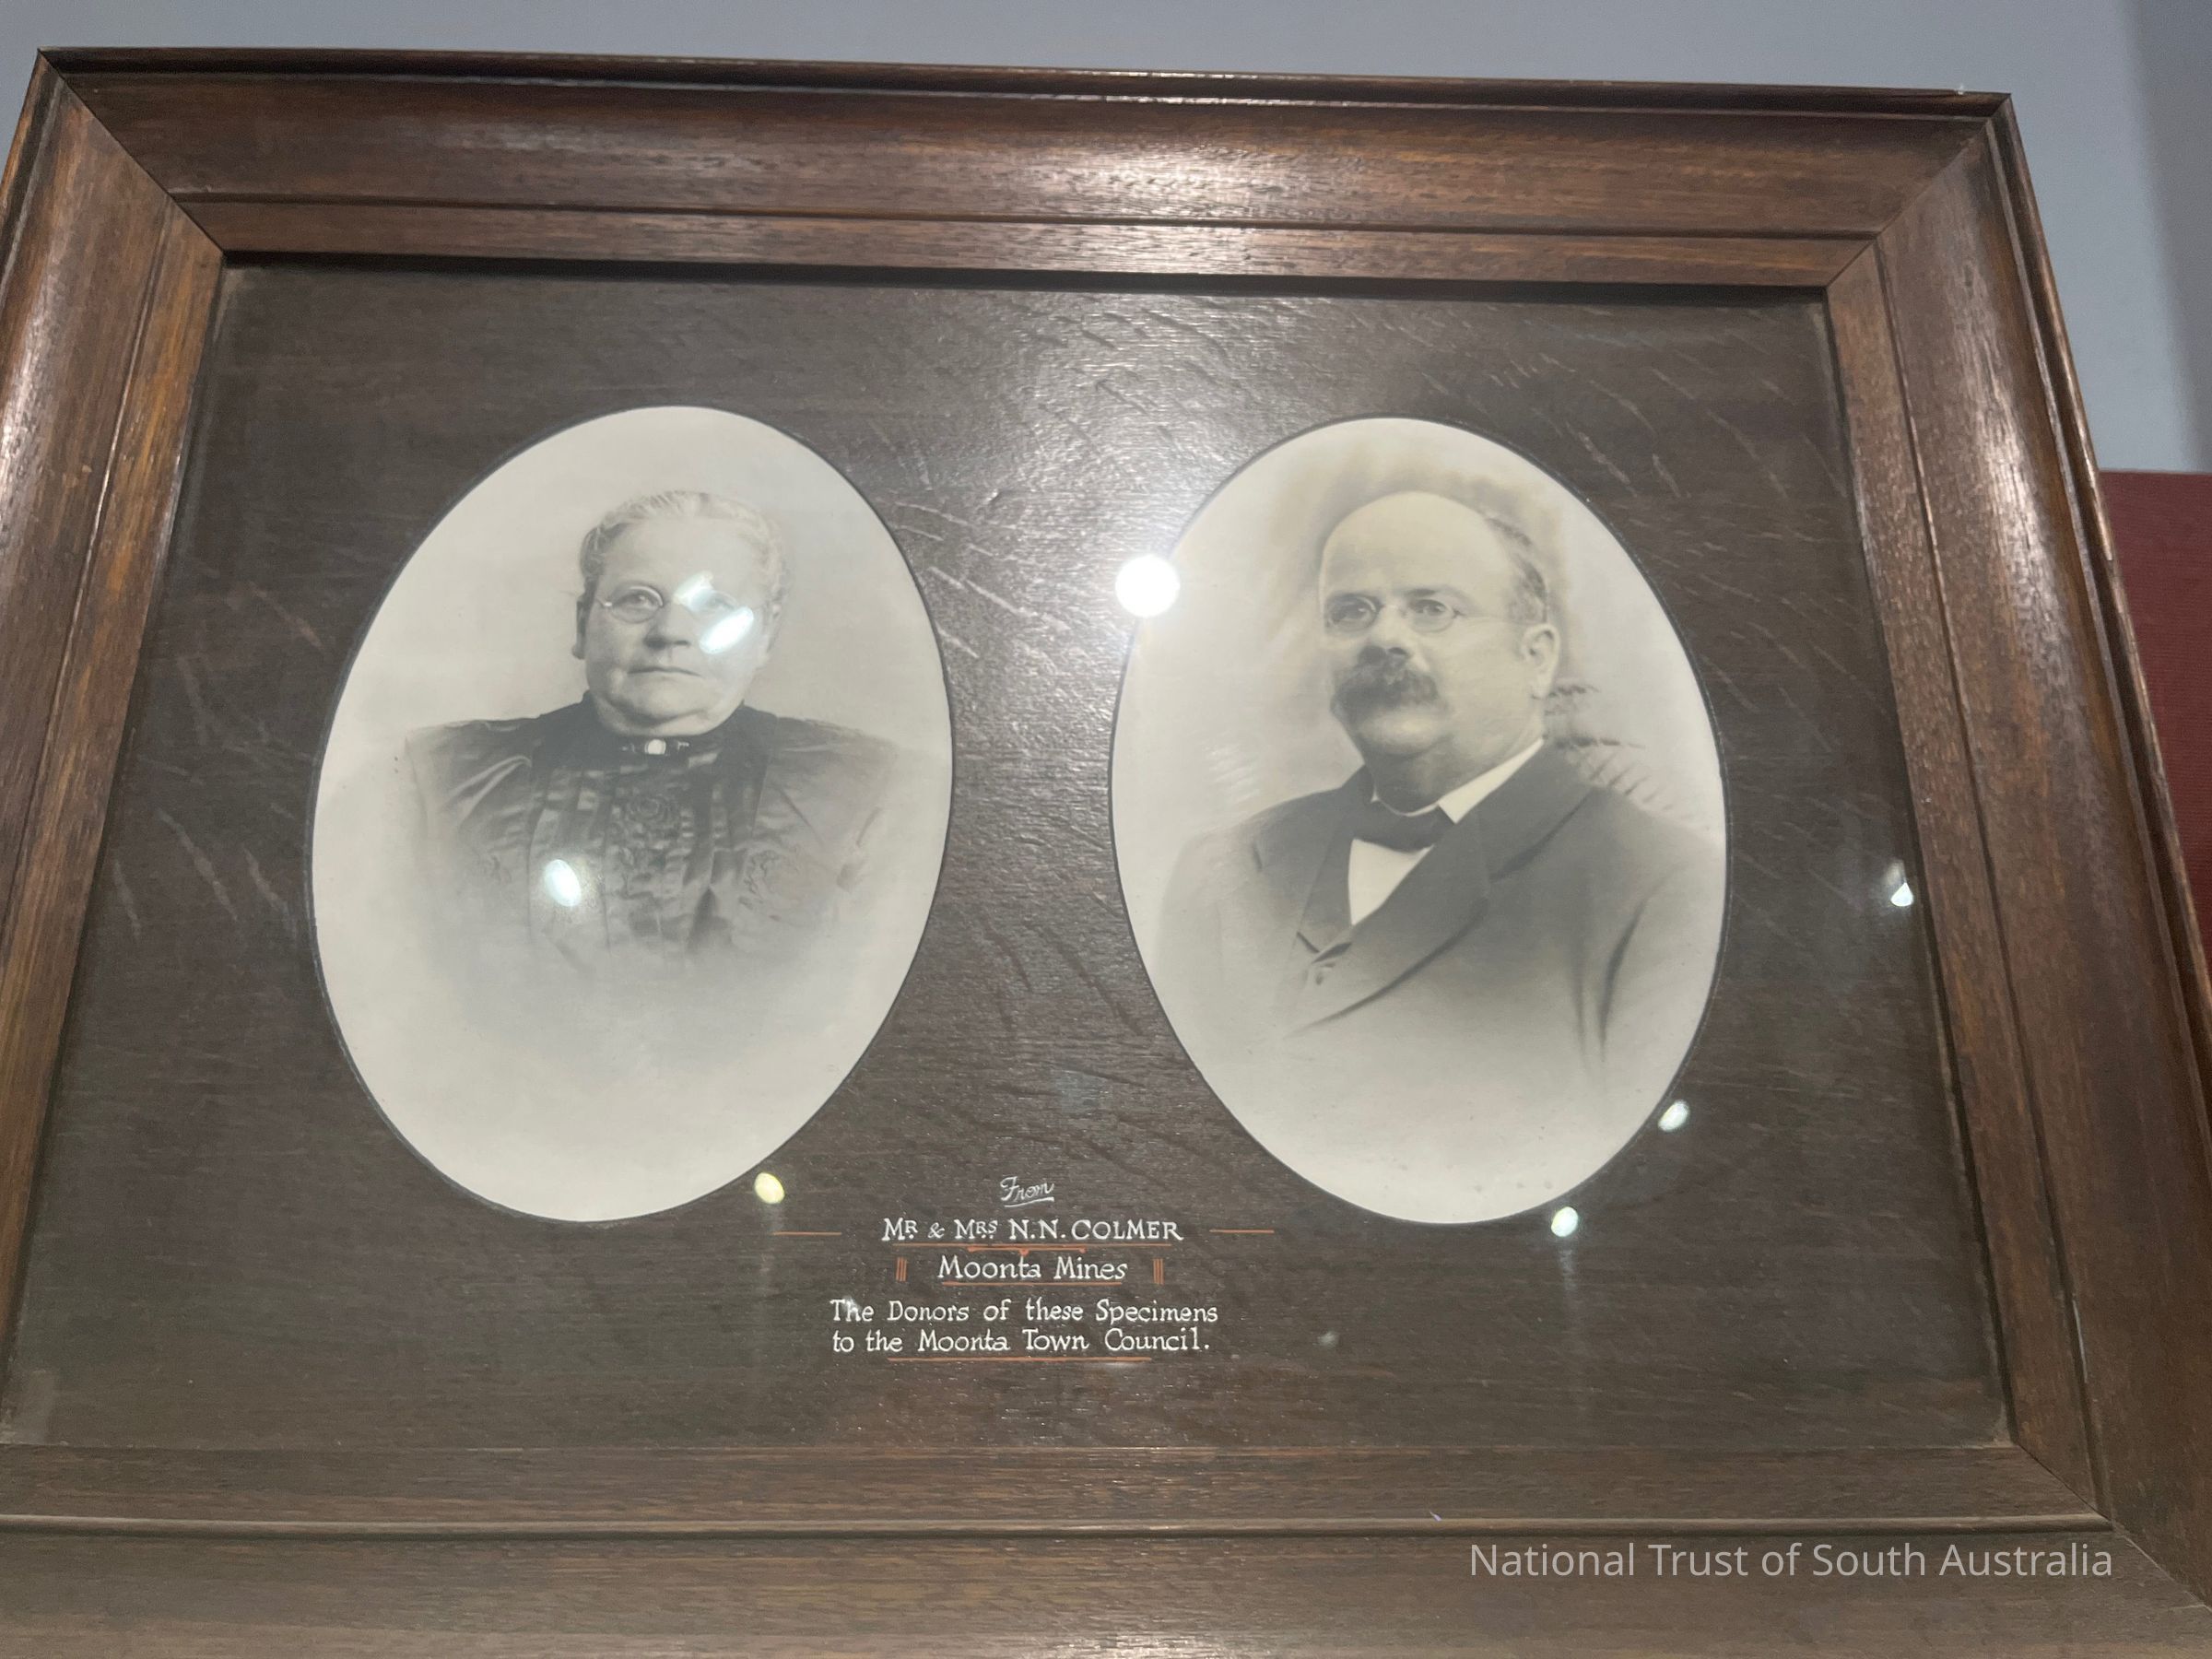 From
MR & MRS N.N. COLMER
Moonta Mines
The Donors of these Specimens
to the Moonta Town Council.
National Trust of South Australia